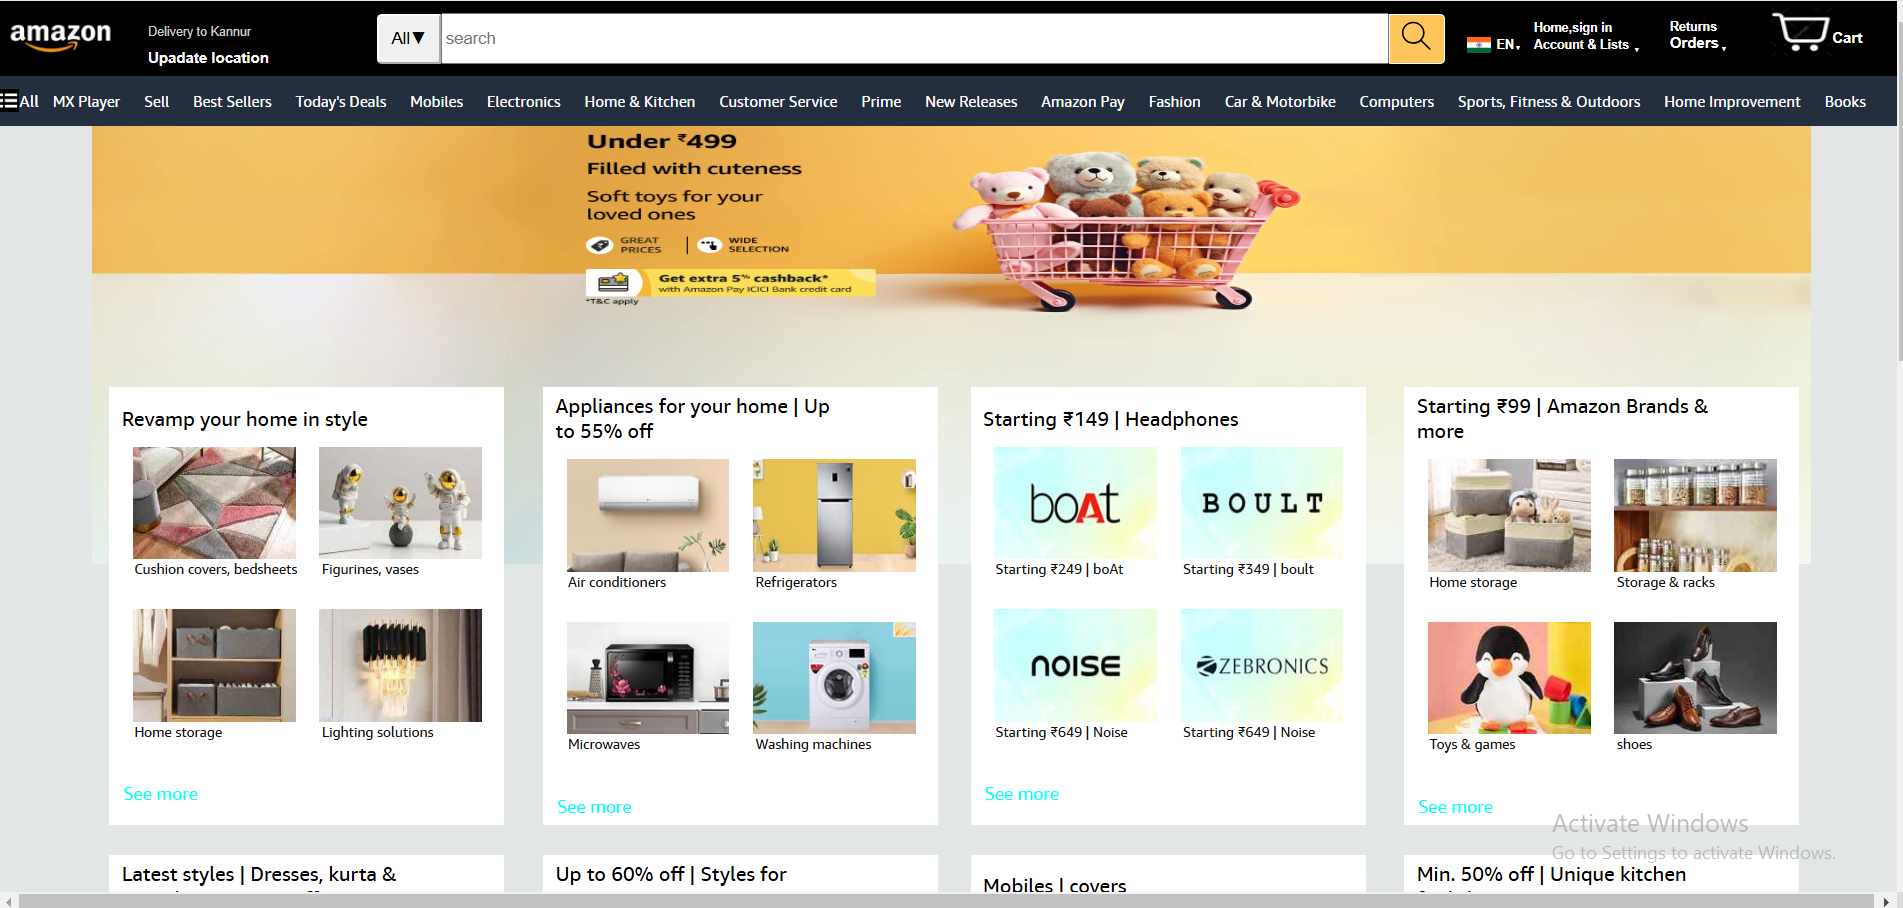 amazon
Delivery to Kannur
Upadate location
All▼
search
EN
Home,sign in
Account & Lists
Returns
Orders
Cart
All MX Player Sell Best Sellers Today's Deals Mobiles Electronics Home & Kitchen Customer Service Prime New Releases Amazon Pay Fashion Car & Motorbike Computers Sports, Fitness & Outdoors Home Improvement Books
Under ₹499
Filled with cuteness
Soft toys for your
loved ones
GREAT
PRICES
WIDE
SELECTION
Get extra 5% cashback*
with Amazon Pay ICICI Bank credit card
*T&C apply
Revamp your home in style
Cushion covers, bedsheets
Figurines, vases
Home storage
Lighting solutions
See more
Appliances for your home | Up
to 55% off
Air conditioners
Refrigerators
Microwaves
Washing machines
See more
Starting ₹149 | Headphones
boAt
BOULT
Starting ₹249 | boAt
Starting ₹349 | boult
NOISE
ZEBRONICS
Starting ₹649 | Noise
Starting ₹649 | Noise
See more
Starting ₹99 | Amazon Brands &
more
Home storage
Storage & racks
Toys & games
shoes
See more
Activate Windows
Go to Settings to activate Windows.
Latest styles | Dresses, kurta &
Up to 60% off | Styles for
Mobiles | covers
Min. 50% off | Unique kitchen